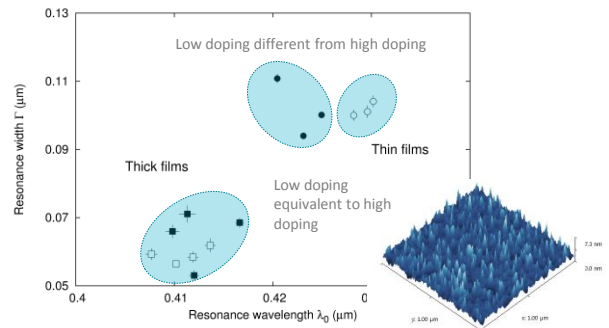 0.13
Low doping different from high doping
0.11
Resonance width Γ (μm)
0.09
Thick films
Thin films
Low doping
equivalent to high
doping
0.07
0.05
0.4
0.41
0.42
0
Resonance wavelength λ0 (μm)
7.3 nm
3.0 nm
y: 1.00 μm
x: 1.00 μm